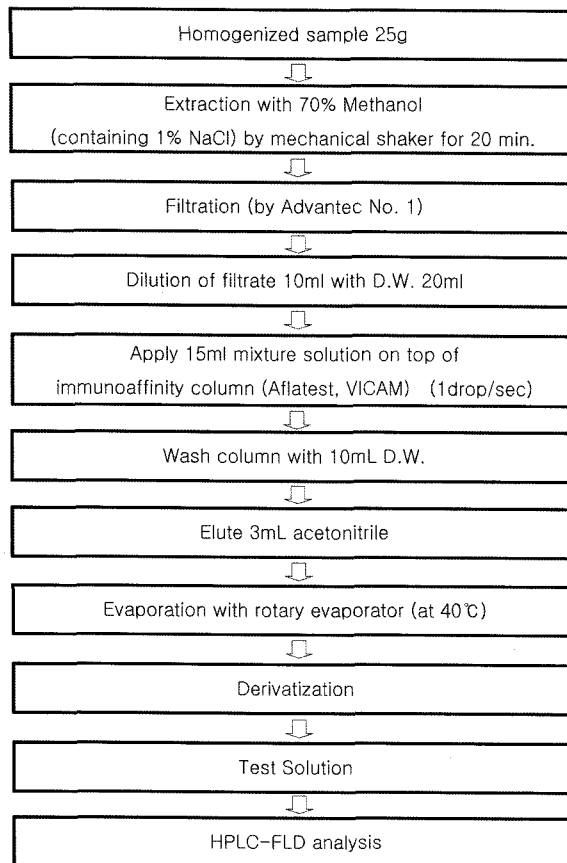 Homogenized sample 25g
Extraction with 70% Methanol
(containing 1% NaCl) by mechanical shaker for 20 min.
Filtration (by Advantec No. 1)
Dilution of filtrate 10ml with D.W. 20ml
Apply 15ml mixture solution on top of
immunoaffinity column (Aflatest, VICAM) (1drop/sec)
Wash column with 10mL D.W.
Elute 3mL acetonitrile
Evaporation with rotary evaporator (at 40℃)
Derivatization
Test Solution
HPLC-FLD analysis